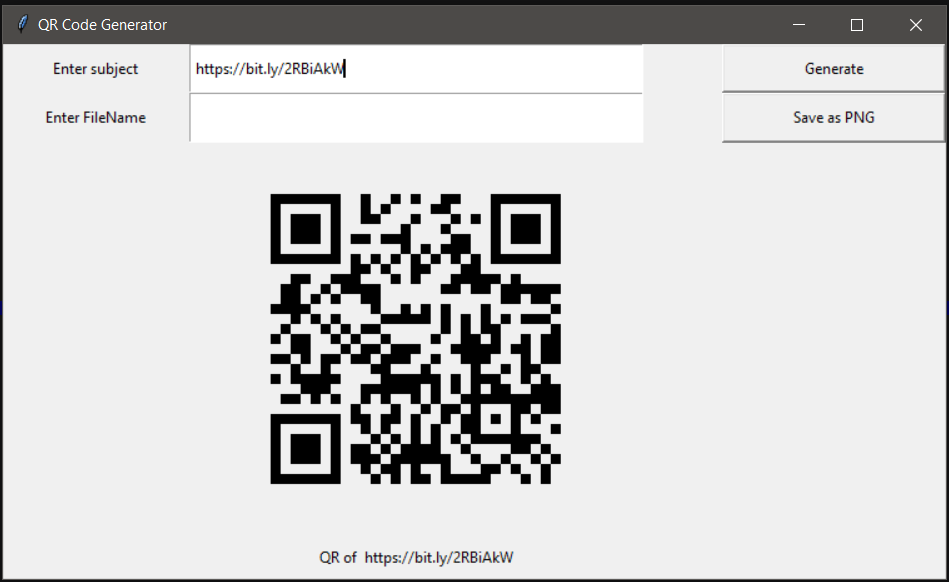 QR Code Generator
Enter subject
https://bit.ly/2RBiAkW
Generate
Enter FileName
Save as PNG
QR of https://bit.ly/2RBiAkW